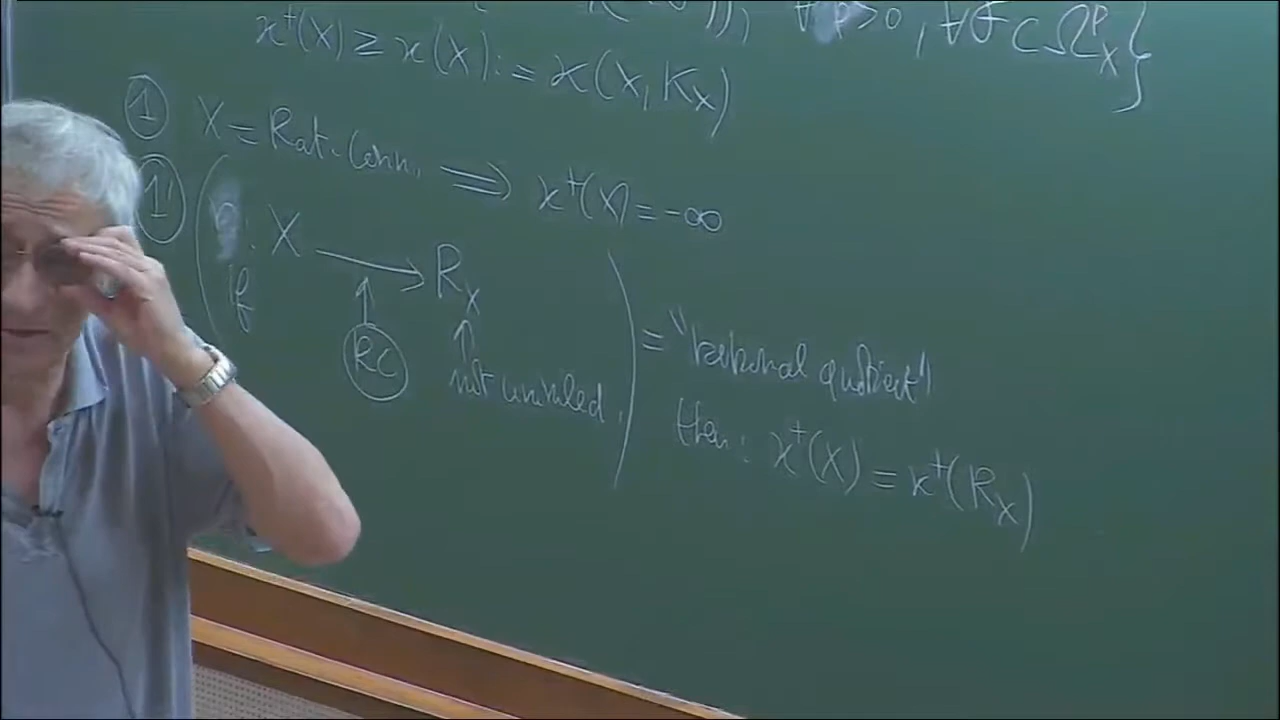 ∀p>0, ∀F⊂Ω^p_X}
κ⁺(X) ≥ κ(X) := κ(X, K_X)
① X = Rat. Conn. ⟹ κ⁺(X) = -∞
①' if X ⟶ R_X
RC not uniruled = "rational quotient"
then: κ⁺(X) = κ⁺(R_X)